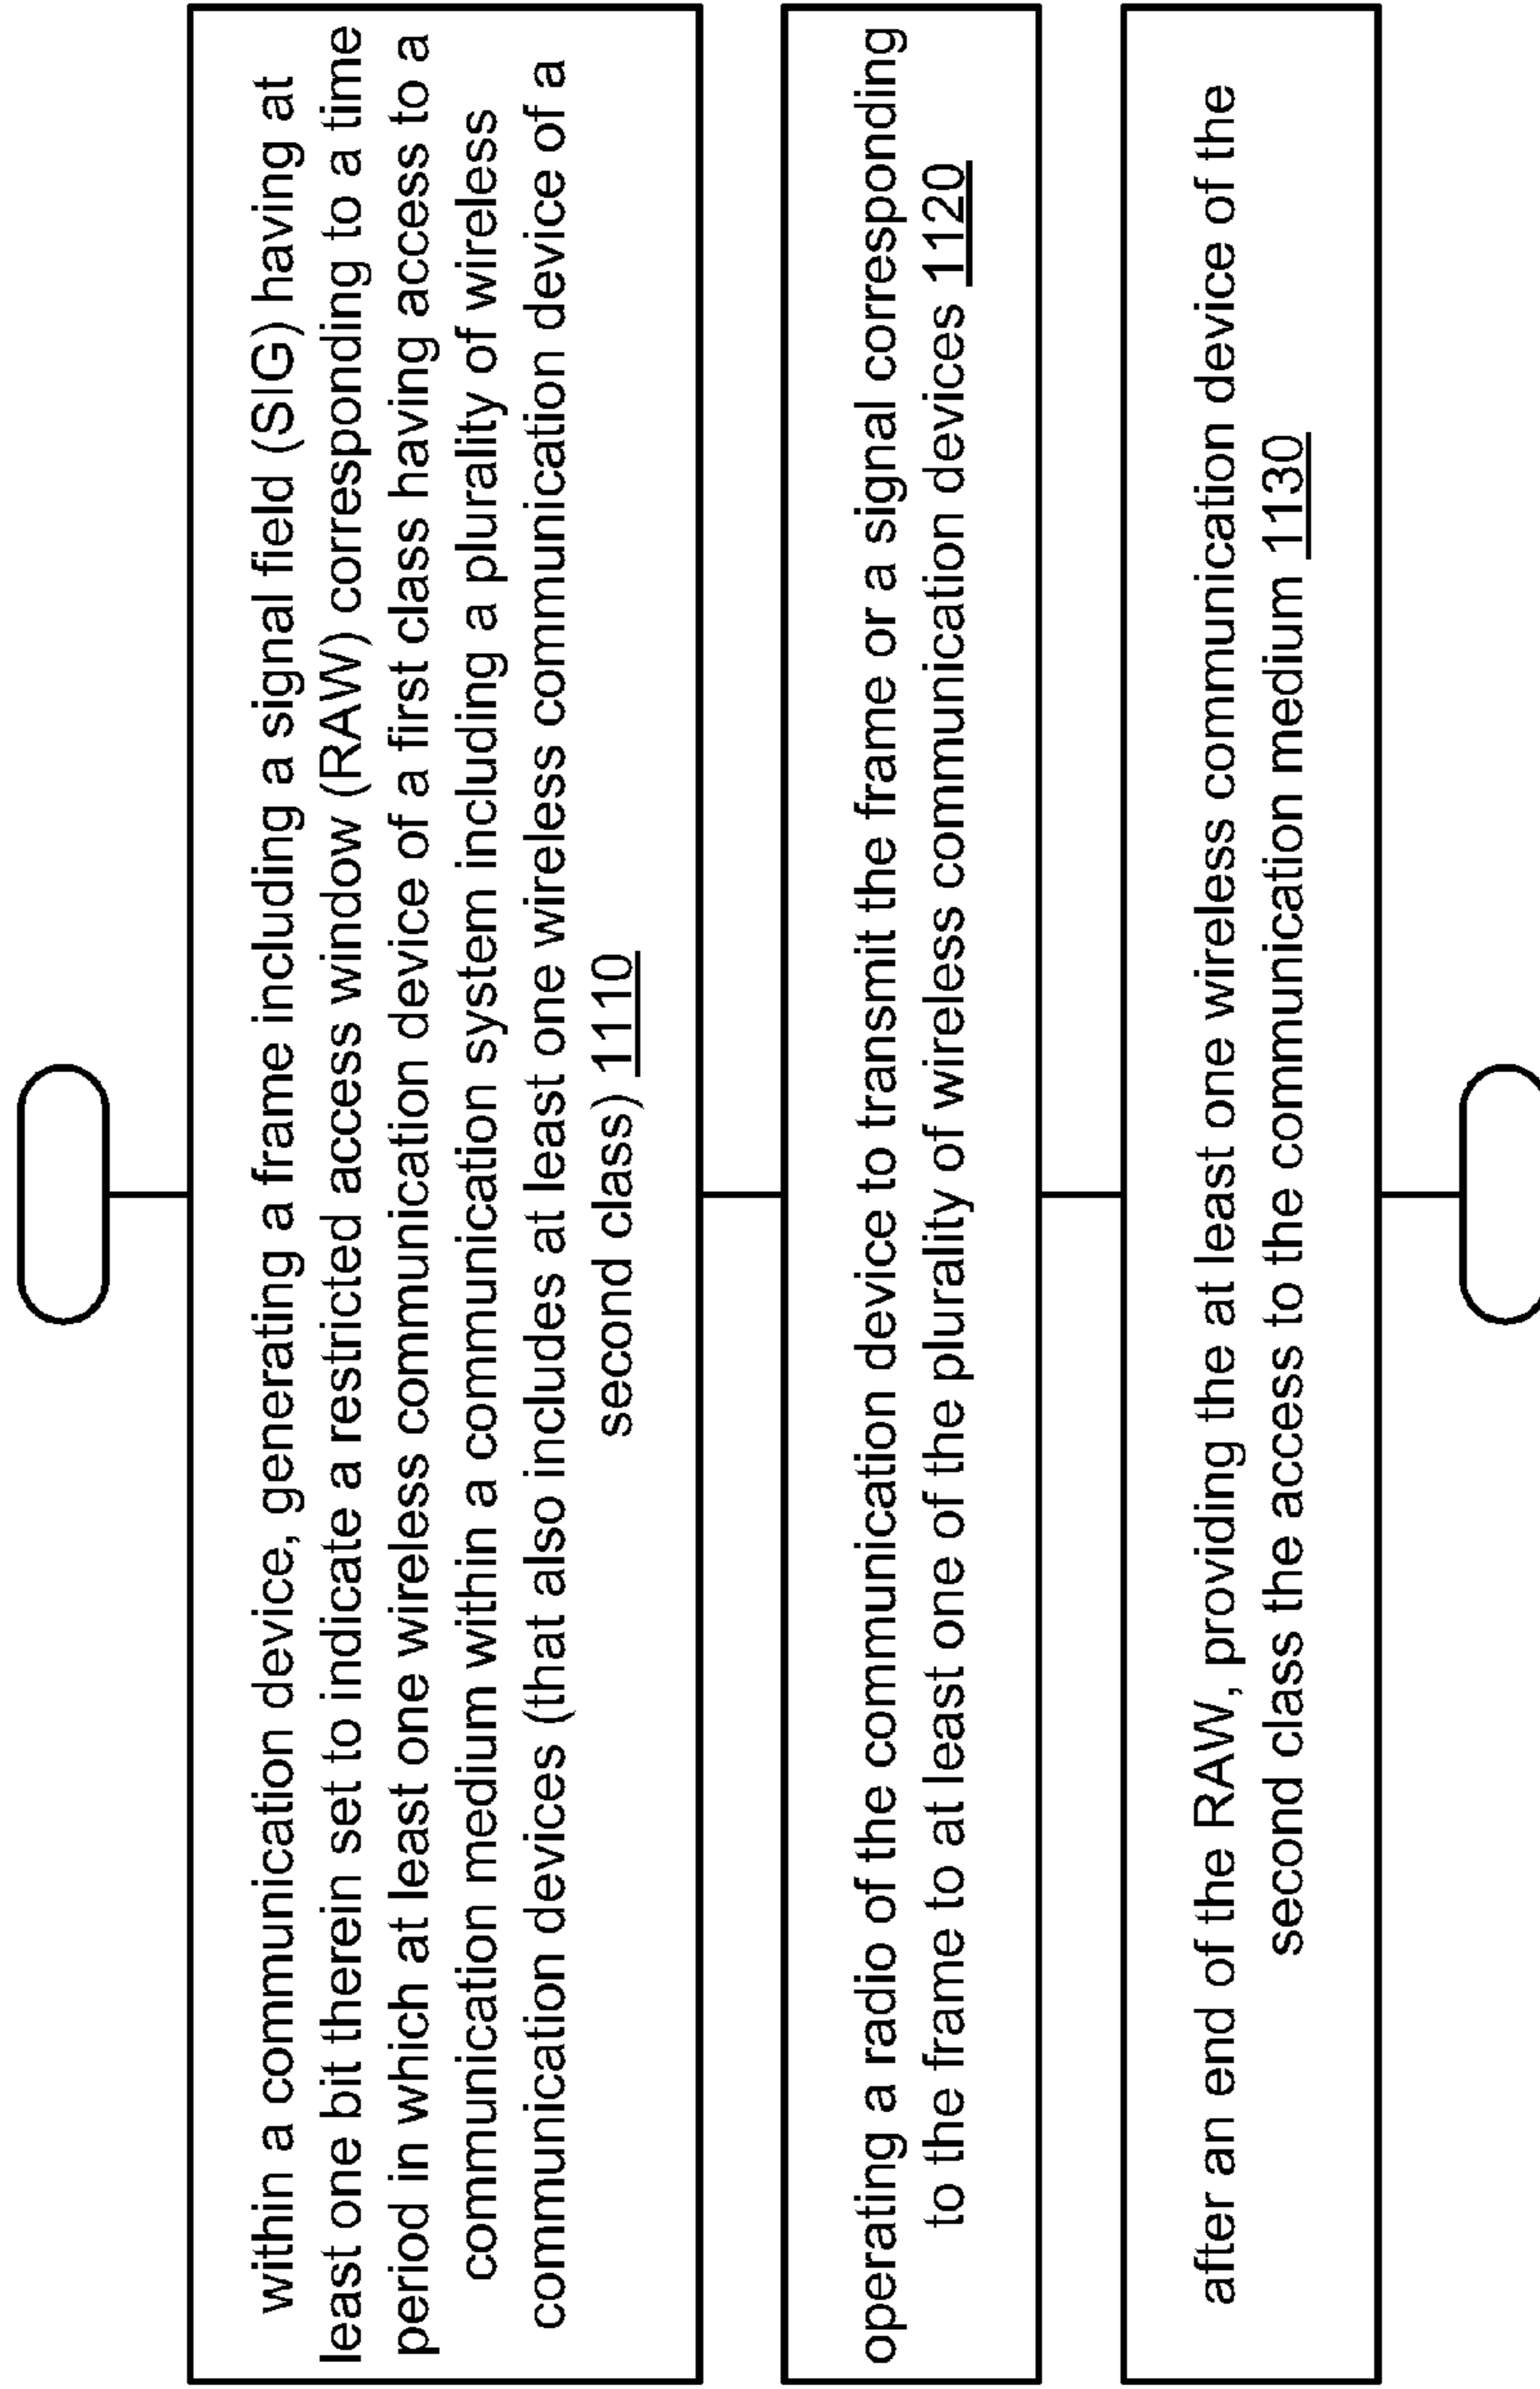 within a communication device, generating a frame including a signal field (SIG) having at
least one bit therein set to indicate a restricted access window (RAW) corresponding to a time
period in which at least one wireless communication device of a first class having access to a
communication medium within a communication system including a plurality of wireless
communication devices (that also includes at least one wireless communication device of a
second class) 1110
operating a radio of the communication device to transmit the frame or a signal corresponding
to the frame to at least one of the plurality of wireless communication devices 1120
after an end of the RAW, providing the at least one wireless communication device of the
second class the access to the communication medium 1130